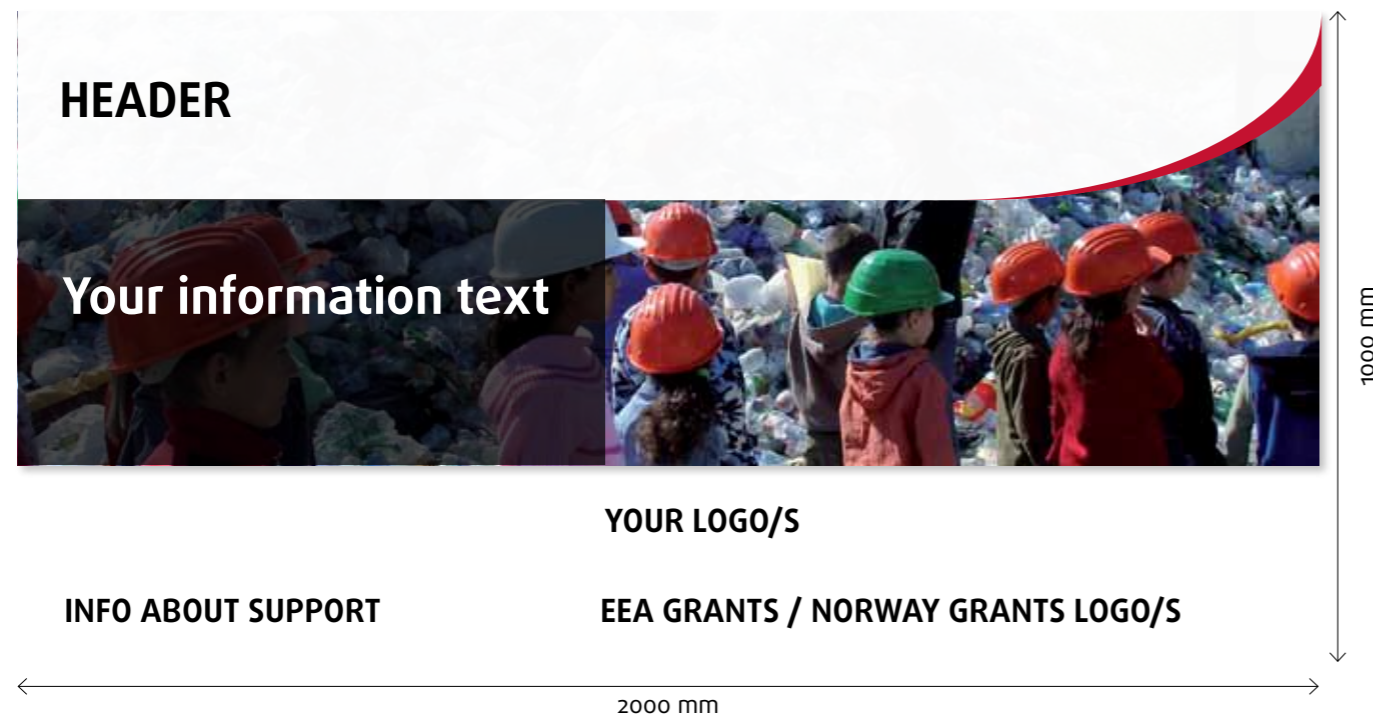 HEADER
Your information text
YOUR LOGO/S
INFO ABOUT SUPPORT
EEA GRANTS / NORWAY GRANTS LOGO/S
1000 mm
2000 mm